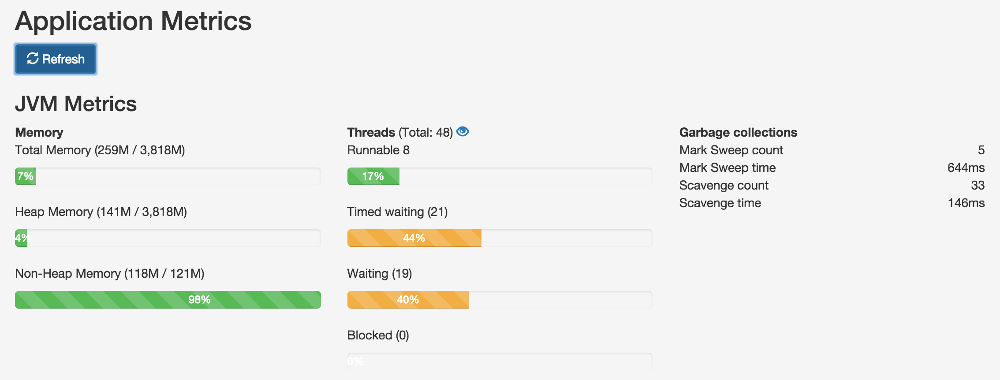 Application Metrics
Refresh
JVM Metrics
Memory
Total Memory (259M / 3,818M)
7%
Heap Memory (141M / 3,818M)
4%
Non-Heap Memory (118M / 121M)
98%
Threads (Total: 48)
Runnable 8
17%
Timed waiting (21)
44%
Waiting (19)
40%
Blocked (0)
0%
Garbage collections
Mark Sweep count 5
Mark Sweep time 644ms
Scavenge count 33
Scavenge time 146ms